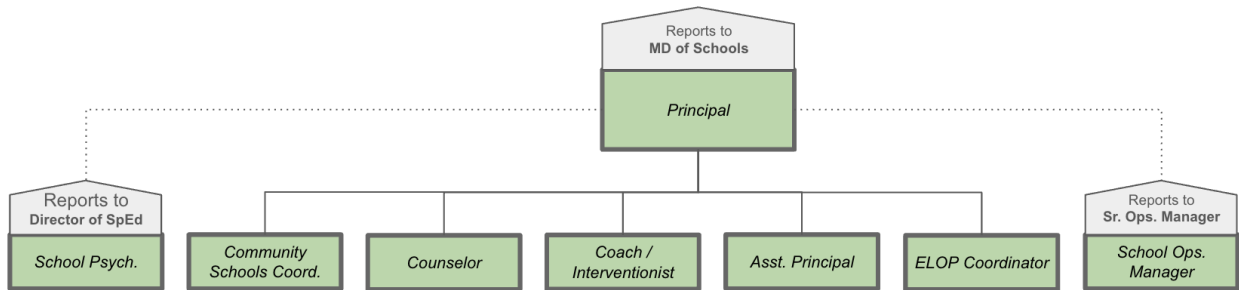 Reports to
MD of Schools
Principal
Reports to
Director of SpEd
Reports to
Sr. Ops. Manager
School Psych.
Community
Schools Coord.
Counselor
Coach /
Interventionist
Asst. Principal
ELOP Coordinator
School Ops.
Manager